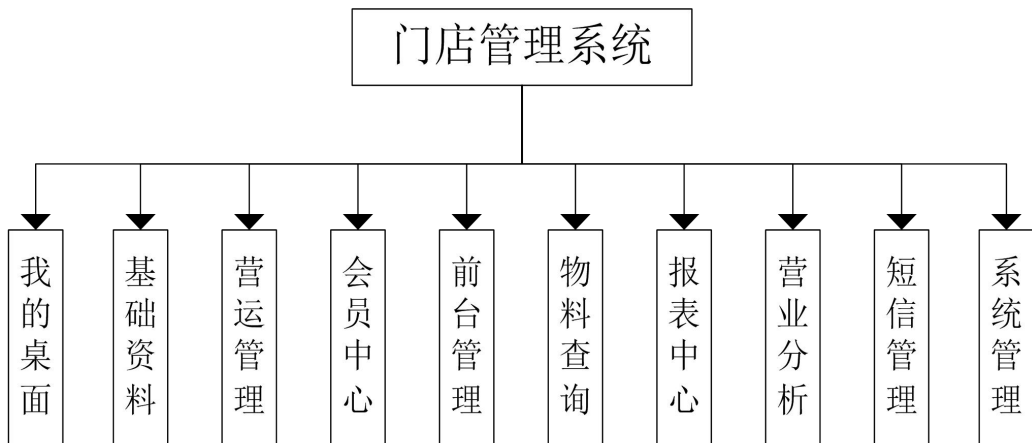 门店管理系统
我的桌面
基础资料
营运管理
会员中心
前台管理
物料查询
报表中心
营业分析
短信管理
系统管理